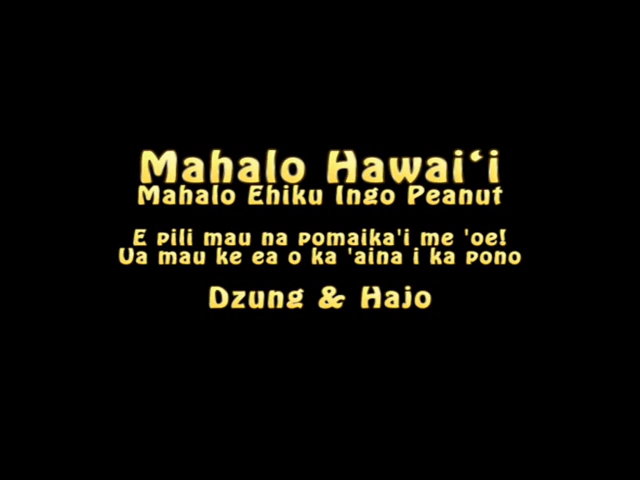 Mahalo Hawai‘i
Mahalo Ehiku Ingo Peanut
E pili mau na pomaika'i me 'oe!
Ua mau ke ea o ka 'aina i ka pono
Dzung & Hajo